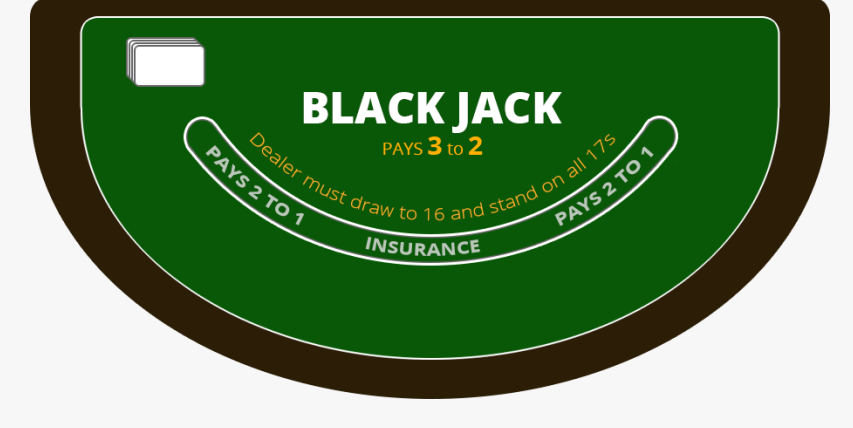 BLACK JACK
PAYS 3 to 2
Dealer must draw to 16 and stand on all 17s
PAYS 2 TO 1
INSURANCE
PAYS 2 TO 1